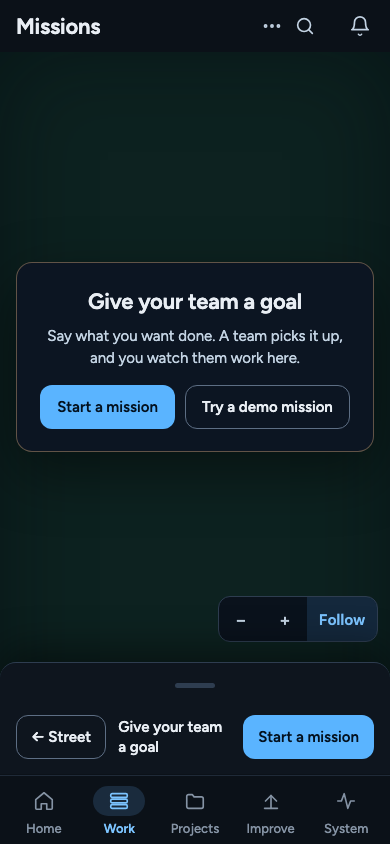 Missions
Give your team a goal
Say what you want done. A team picks it up,
and you watch them work here.
Start a mission
Try a demo mission
− + Follow
← Street
Give your team
a goal
Start a mission
Home Work Projects Improve System